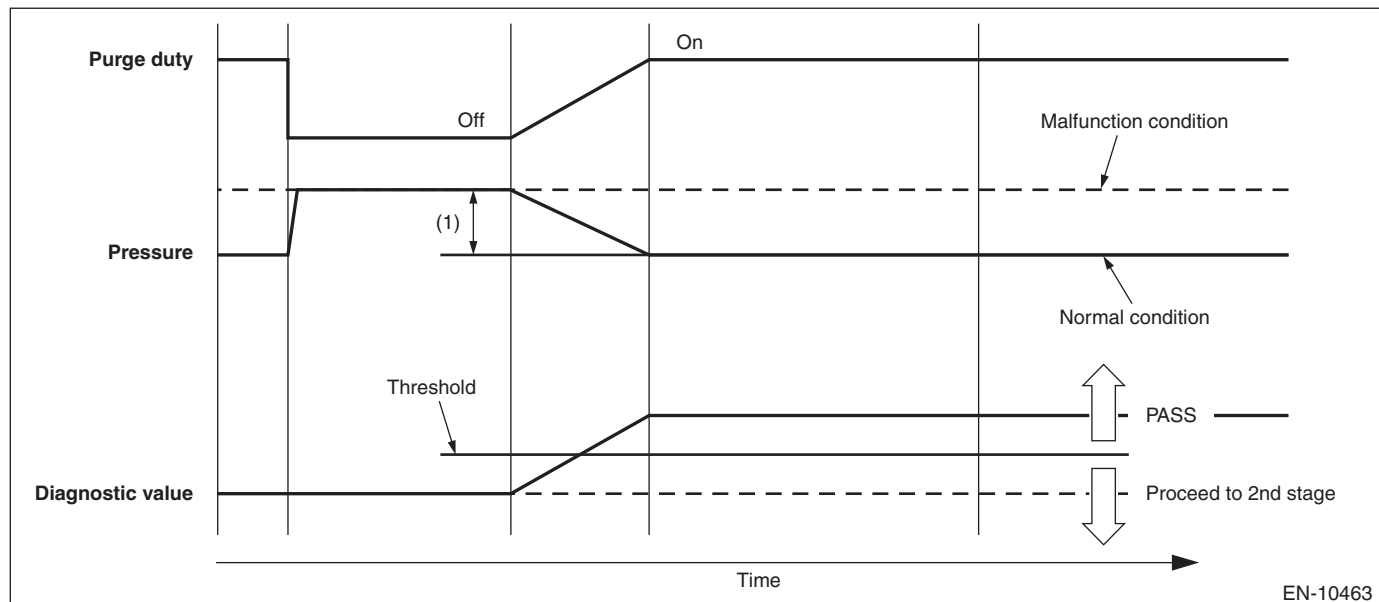 On
Purge duty
Off
Malfunction condition
(1)
Pressure
Normal condition
Threshold
PASS
Diagnostic value
Proceed to 2nd stage
Time
EN-10463